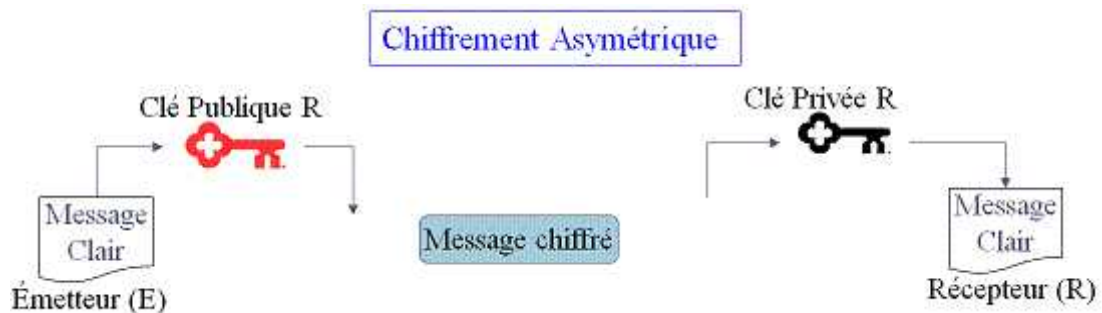 Chiffrement Asymétrique
Clé Publique R
Clé Privée R
Message
Clair
Message chiffré
Message
Clair
Émetteur (E)
Récepteur (R)